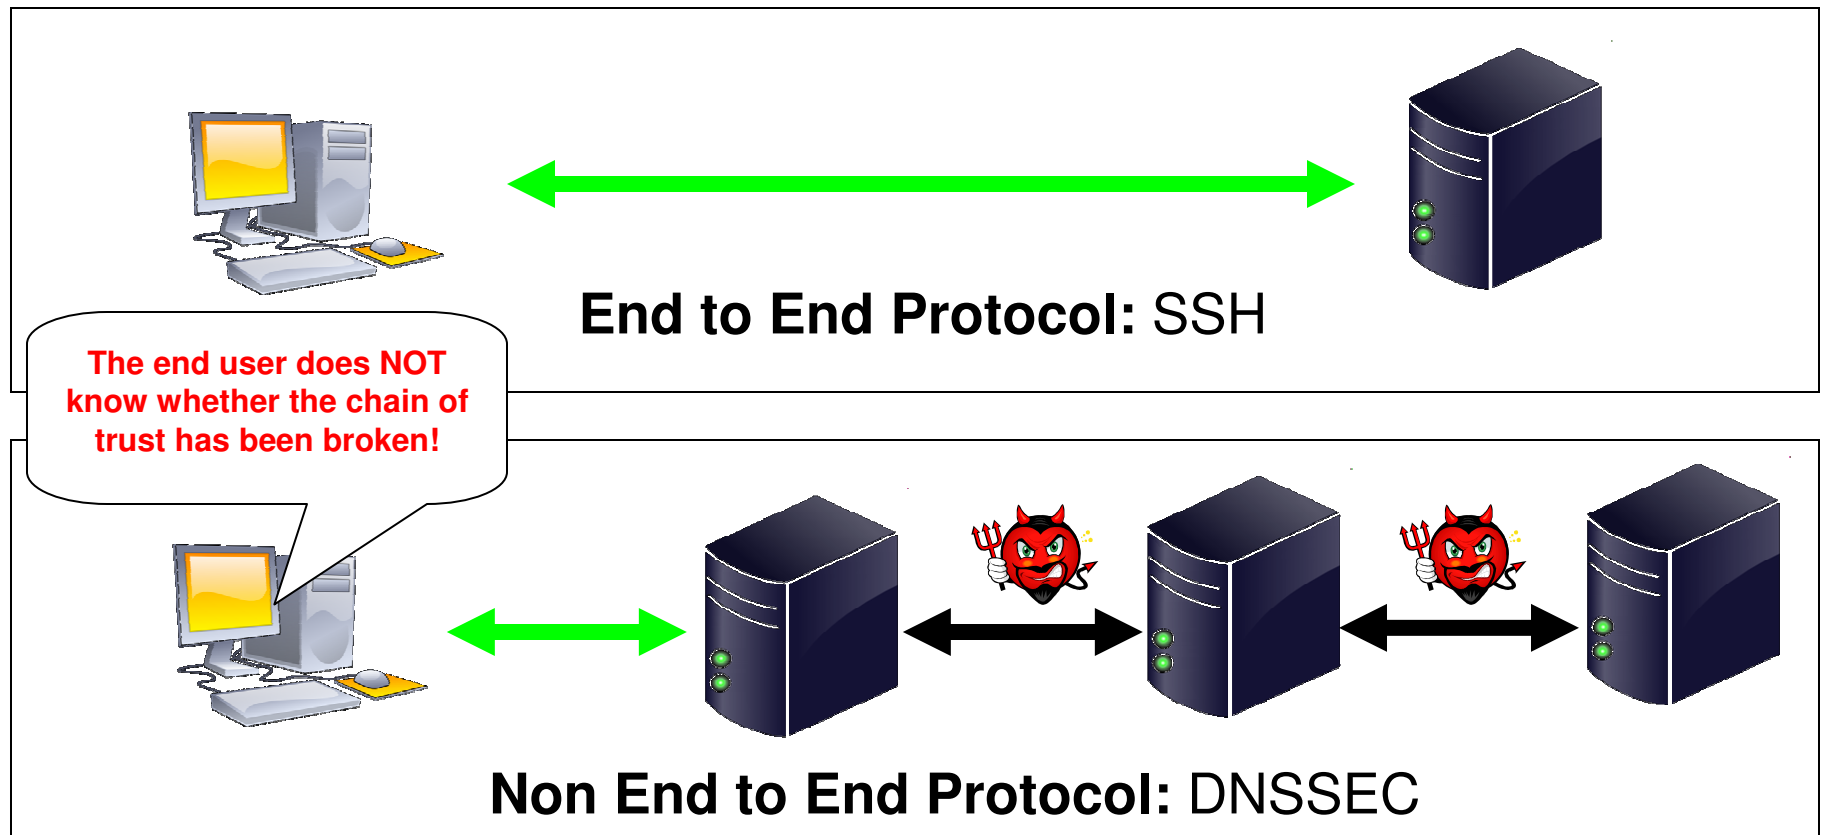 End to End Protocol: SSH
The end user does NOT
know whether the chain of
trust has been broken!
Non End to End Protocol: DNSSEC